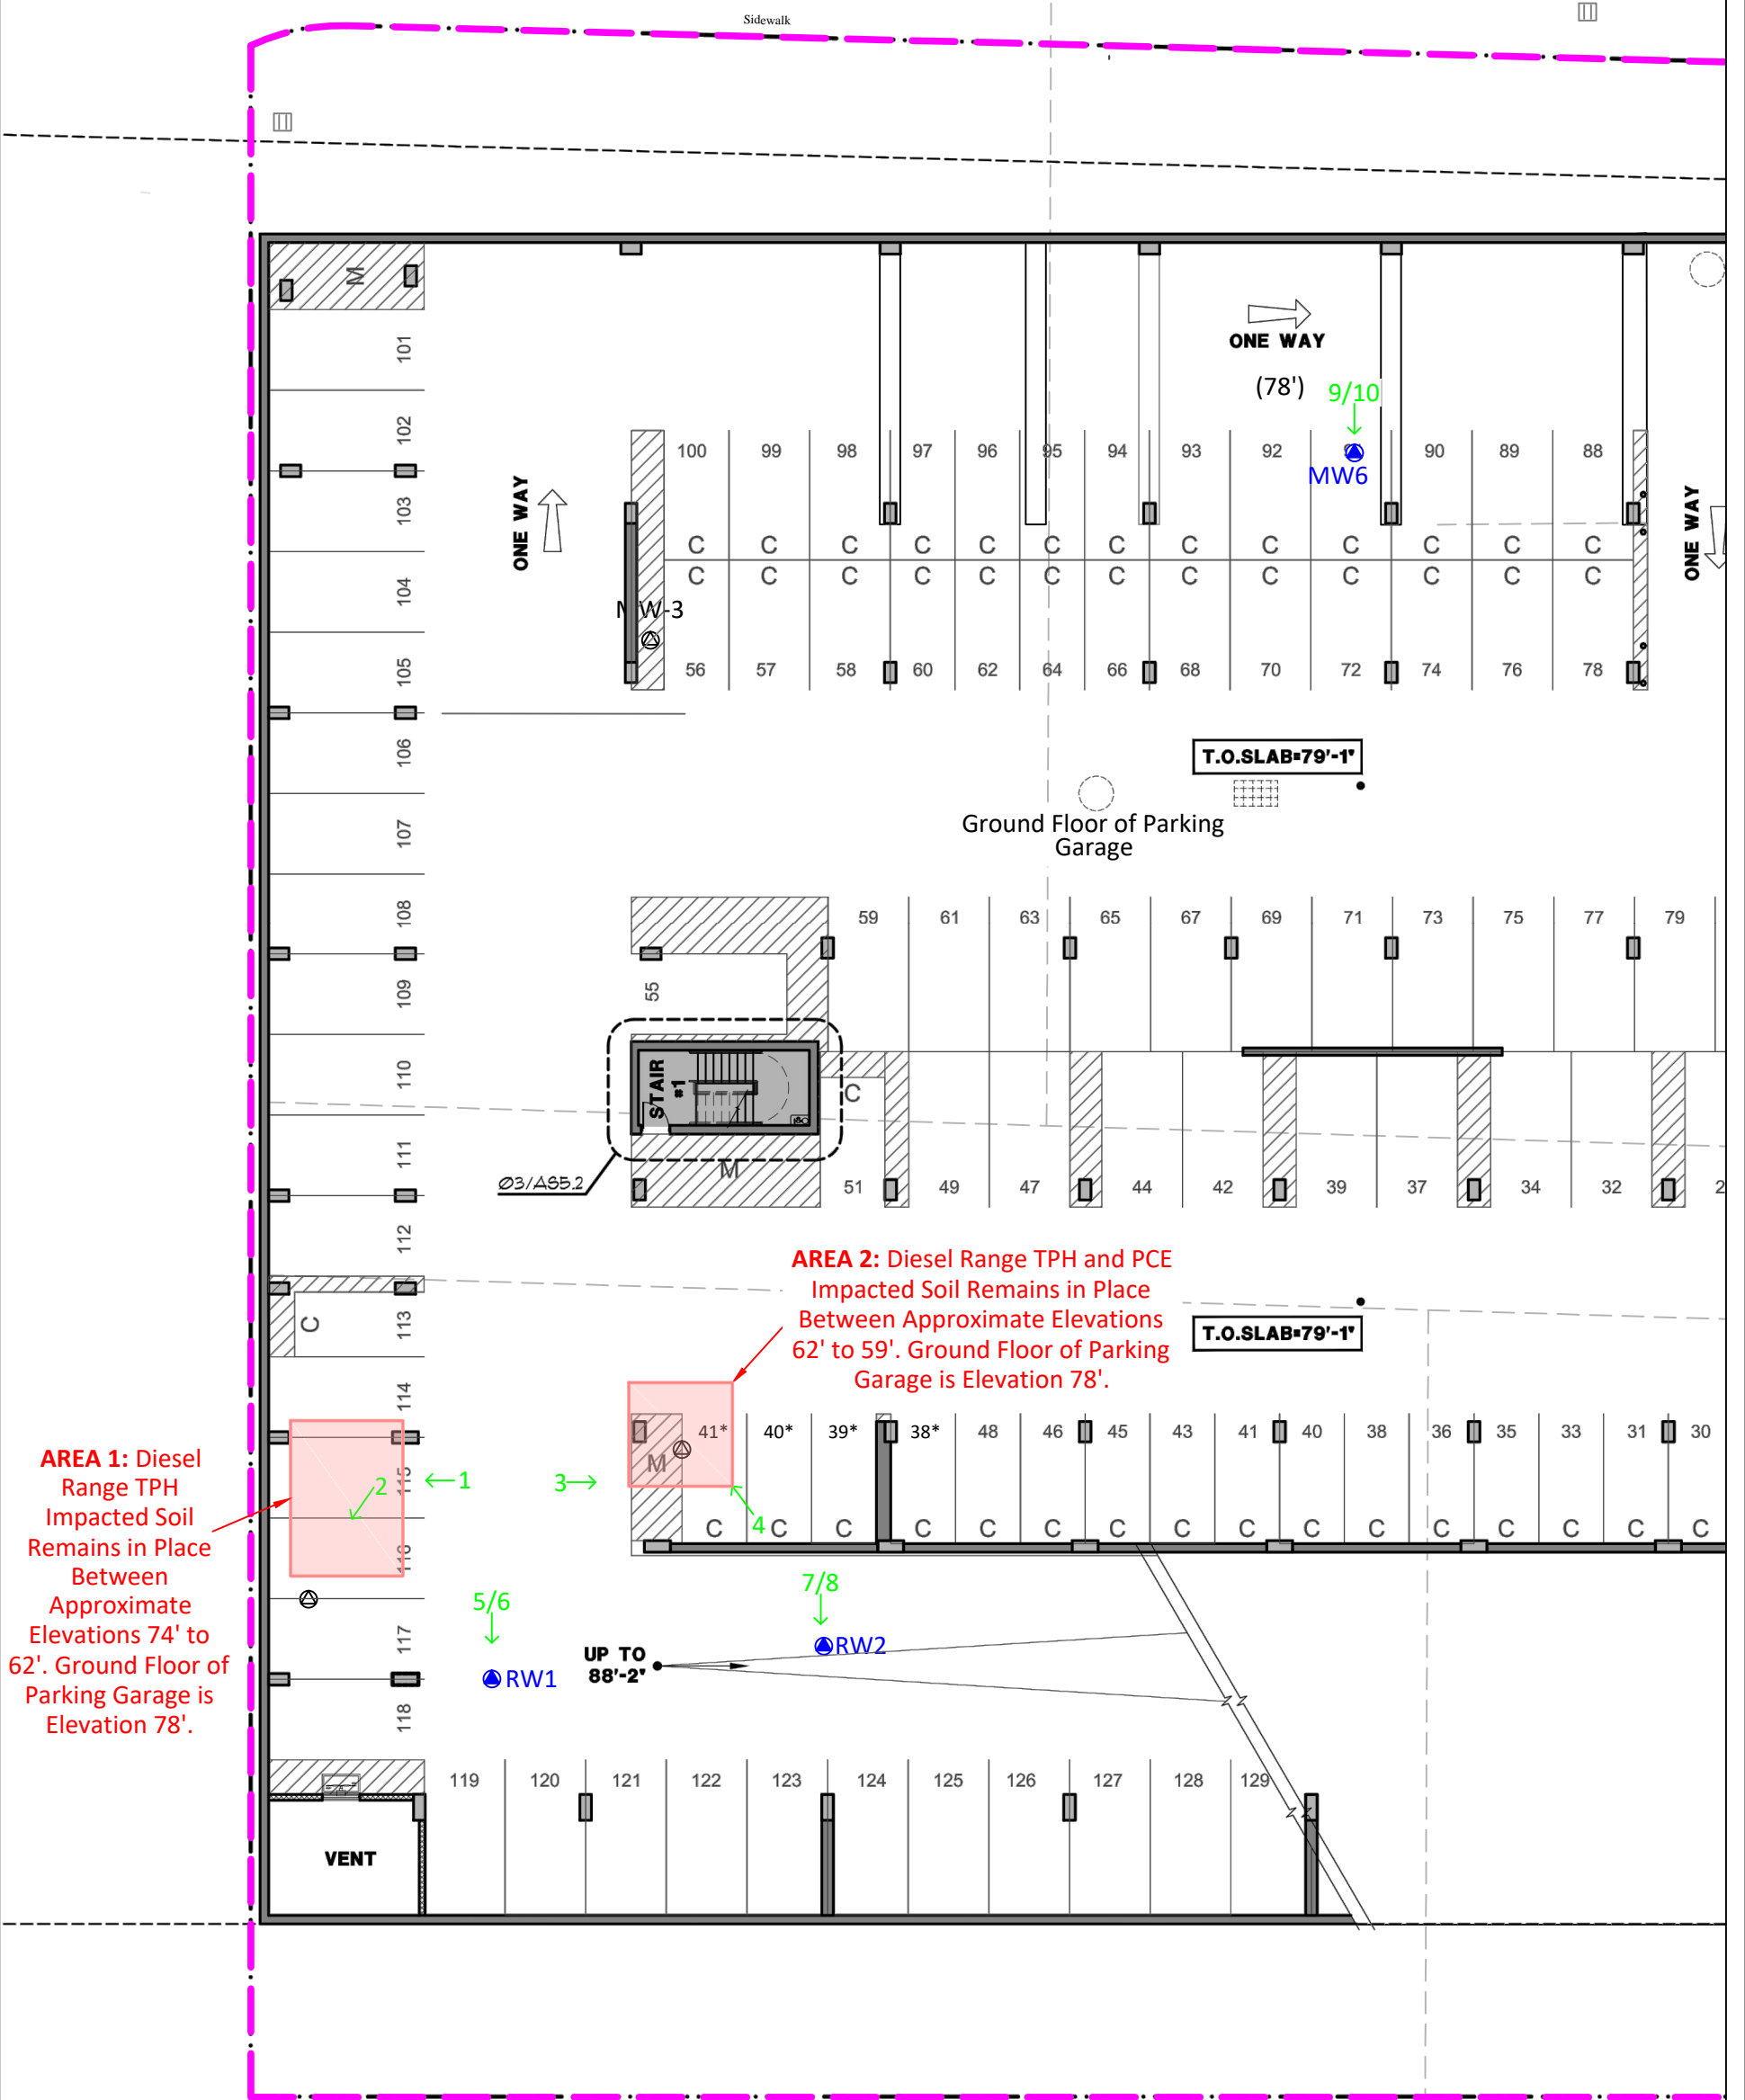 Sidewalk
M
101
102
103
104
105
106
107
108
109
110
111
112
C
113
114
115
116
117
118
ONE WAY
ONE WAY
(78')
9/10
MW6
ONE WAY
100 99 98 97 96 95 94 93 92 90 89 88
C C C C C C C C C C C C
C C C C C C C C C C C C
MW-3
56 57 58 60 62 64 66 68 70 72 74 76 78
T.O.SLAB=79'-1"
Ground Floor of Parking
Garage
59 61 63 65 67 69 71 73 75 77 79
55
STAIR
#1
C
Ø3/AS5.2
M
51 49 47 44 42 39 37 34 32 2
AREA 2: Diesel Range TPH and PCE
Impacted Soil Remains in Place
Between Approximate Elevations
62' to 59'. Ground Floor of Parking
Garage is Elevation 78'.
T.O.SLAB=79'-1"
41* 40* 39* 38* 48 46 45 43 41 40 38 36 35 33 31 30
M
C C C C C C C C C C C C C C C C
AREA 1: Diesel
Range TPH
Impacted Soil
Remains in Place
Between
Approximate
Elevations 74' to
62'. Ground Floor of
Parking Garage is
Elevation 78'.
2
1
3
4
5/6
7/8
RW1
RW2
UP TO
88'-2"
119 120 121 122 123 124 125 126 127 128 129
VENT